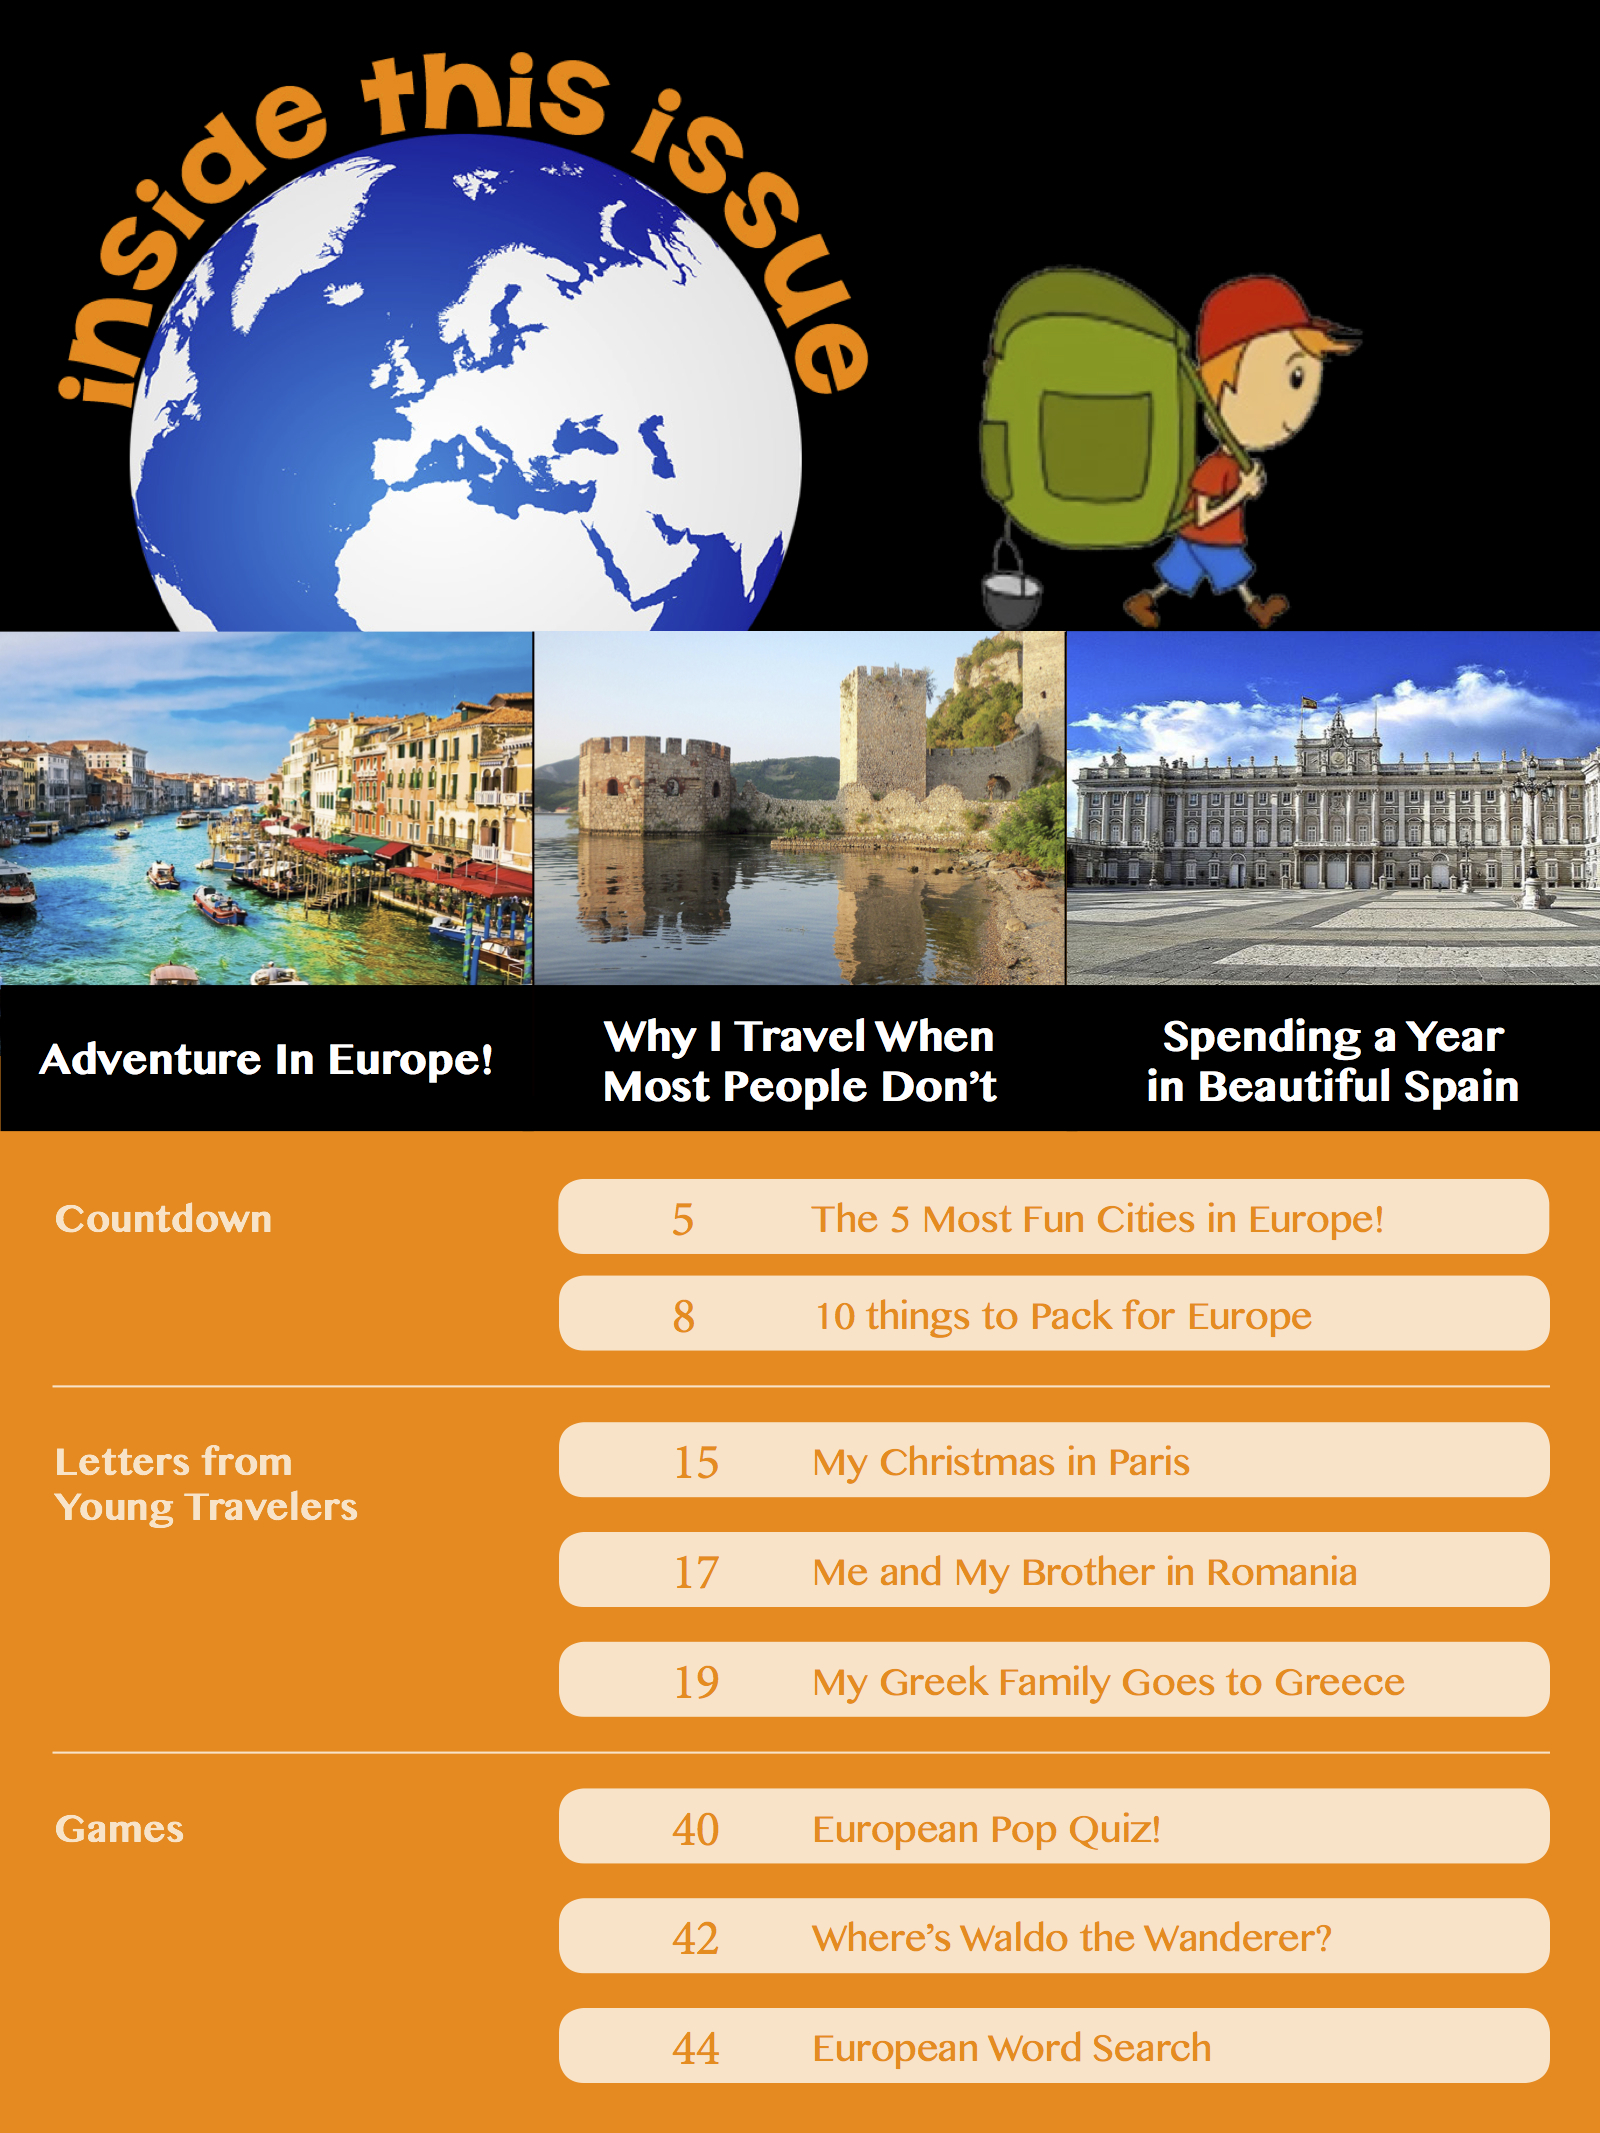 inside this issue
Adventure In Europe!
Why I Travel When
Most People Don't
Spending a Year
in Beautiful Spain
Countdown
5 The 5 Most Fun Cities in Europe!
8 10 things to Pack for Europe
Letters from
Young Travelers
15 My Christmas in Paris
17 Me and My Brother in Romania
19 My Greek Family Goes to Greece
Games
40 European Pop Quiz!
42 Where's Waldo the Wanderer?
44 European Word Search